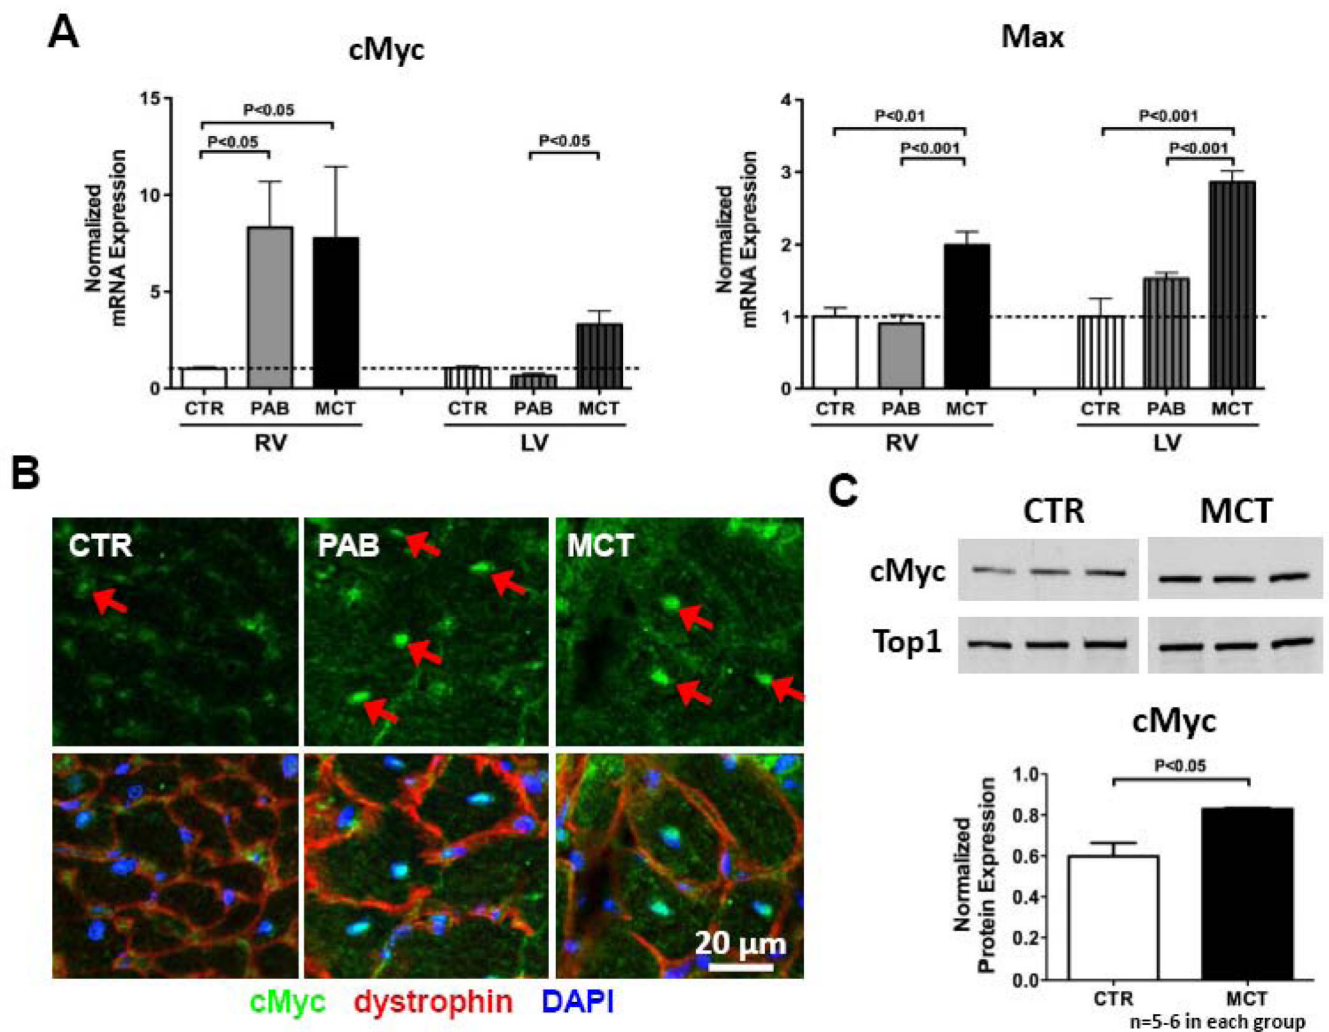 A
cMyc
Normalized
mRNA Expression
15
10
5
0
P<0.05
P<0.05
P<0.05
CTR PAB MCT CTR PAB MCT
RV LV
Max
Normalized
mRNA Expression
4
3
2
1
0
P<0.01
P<0.001
P<0.001
P<0.001
CTR PAB MCT CTR PAB MCT
RV LV
B
CTR PAB MCT
20 µm
cMyc dystrophin DAPI
C
CTR MCT
cMyc
Top1
cMyc
Normalized
Protein Expression
1.0
0.8
0.6
0.4
0.2
0.0
P<0.05
CTR MCT
n=5-6 in each group